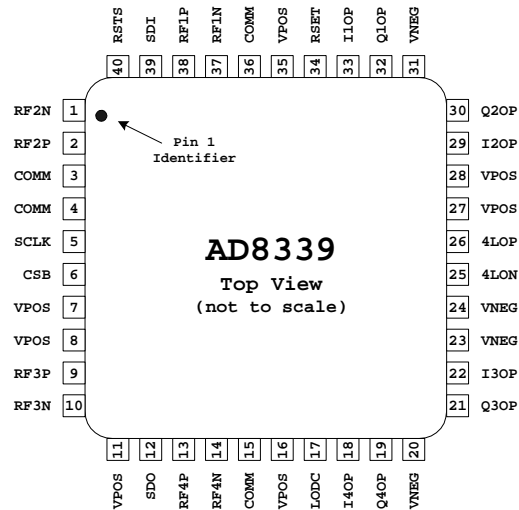 RSTS SDI RF1P RF1N COMM VPOS RSET I1OP Q1OP VNEG
40 39 38 37 36 35 34 33 32 31
RF2N 1
RF2P 2
COMM 3
COMM 4
SCLK 5
CSB 6
VPOS 7
VPOS 8
RF3P 9
RF3N 10
Pin 1
Identifier
AD8339
Top View
(not to scale)
30 Q2OP
29 I2OP
28 VPOS
27 VPOS
26 4LOP
25 4LON
24 VNEG
23 VNEG
22 I3OP
21 Q3OP
11 12 13 14 15 16 17 18 19 20
VPOS SDO RF4P RF4N COMM VPOS LODC I4OP Q4OP VNEG